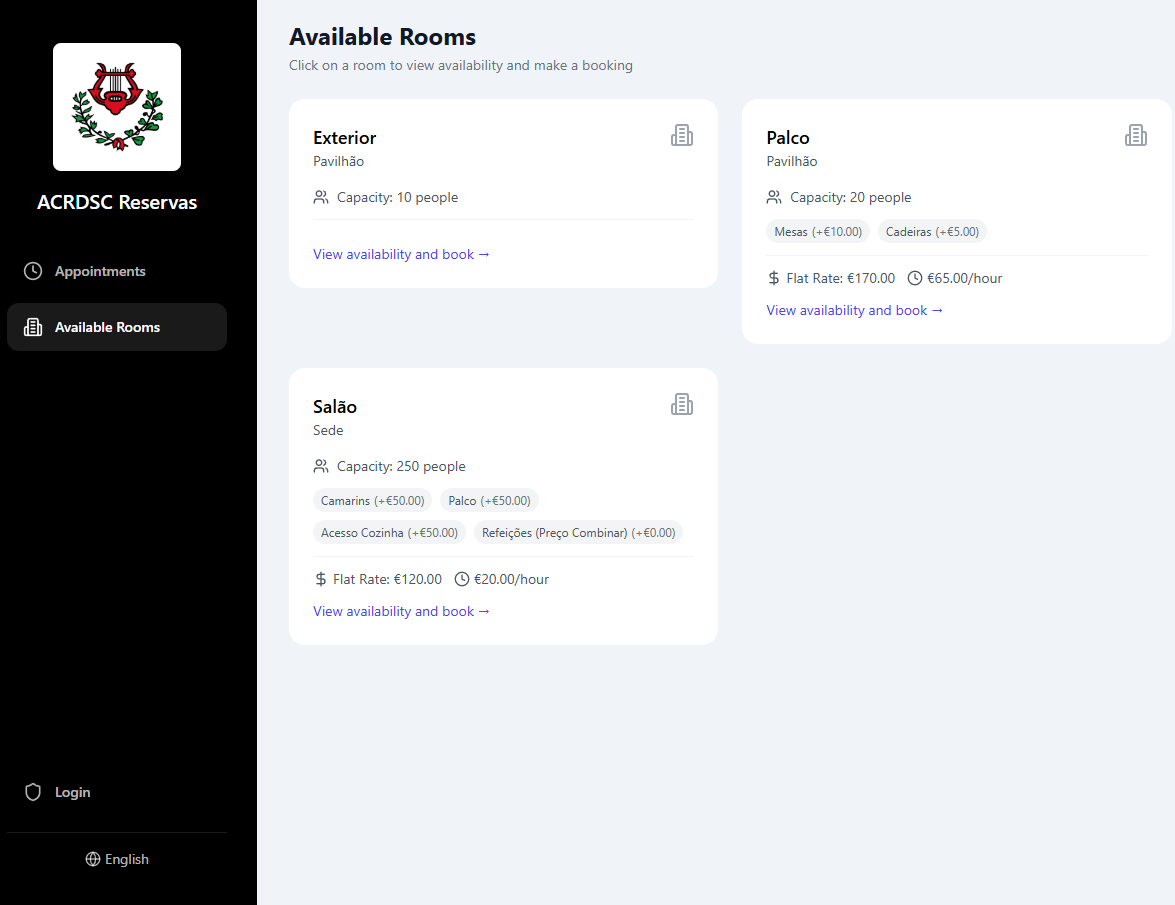 ACRDSC Reservas
Appointments
Available Rooms
Login
English
Available Rooms
Click on a room to view availability and make a booking
Exterior
Pavilhão
Capacity: 10 people
View availability and book →
Palco
Pavilhão
Capacity: 20 people
Mesas (+€10.00) Cadeiras (+€5.00)
$ Flat Rate: €170.00 €65.00/hour
View availability and book →
Salão
Sede
Capacity: 250 people
Camarins (+€50.00) Palco (+€50.00)
Acesso Cozinha (+€50.00) Refeições (Preço Combinar) (+€0.00)
$ Flat Rate: €120.00 €20.00/hour
View availability and book →